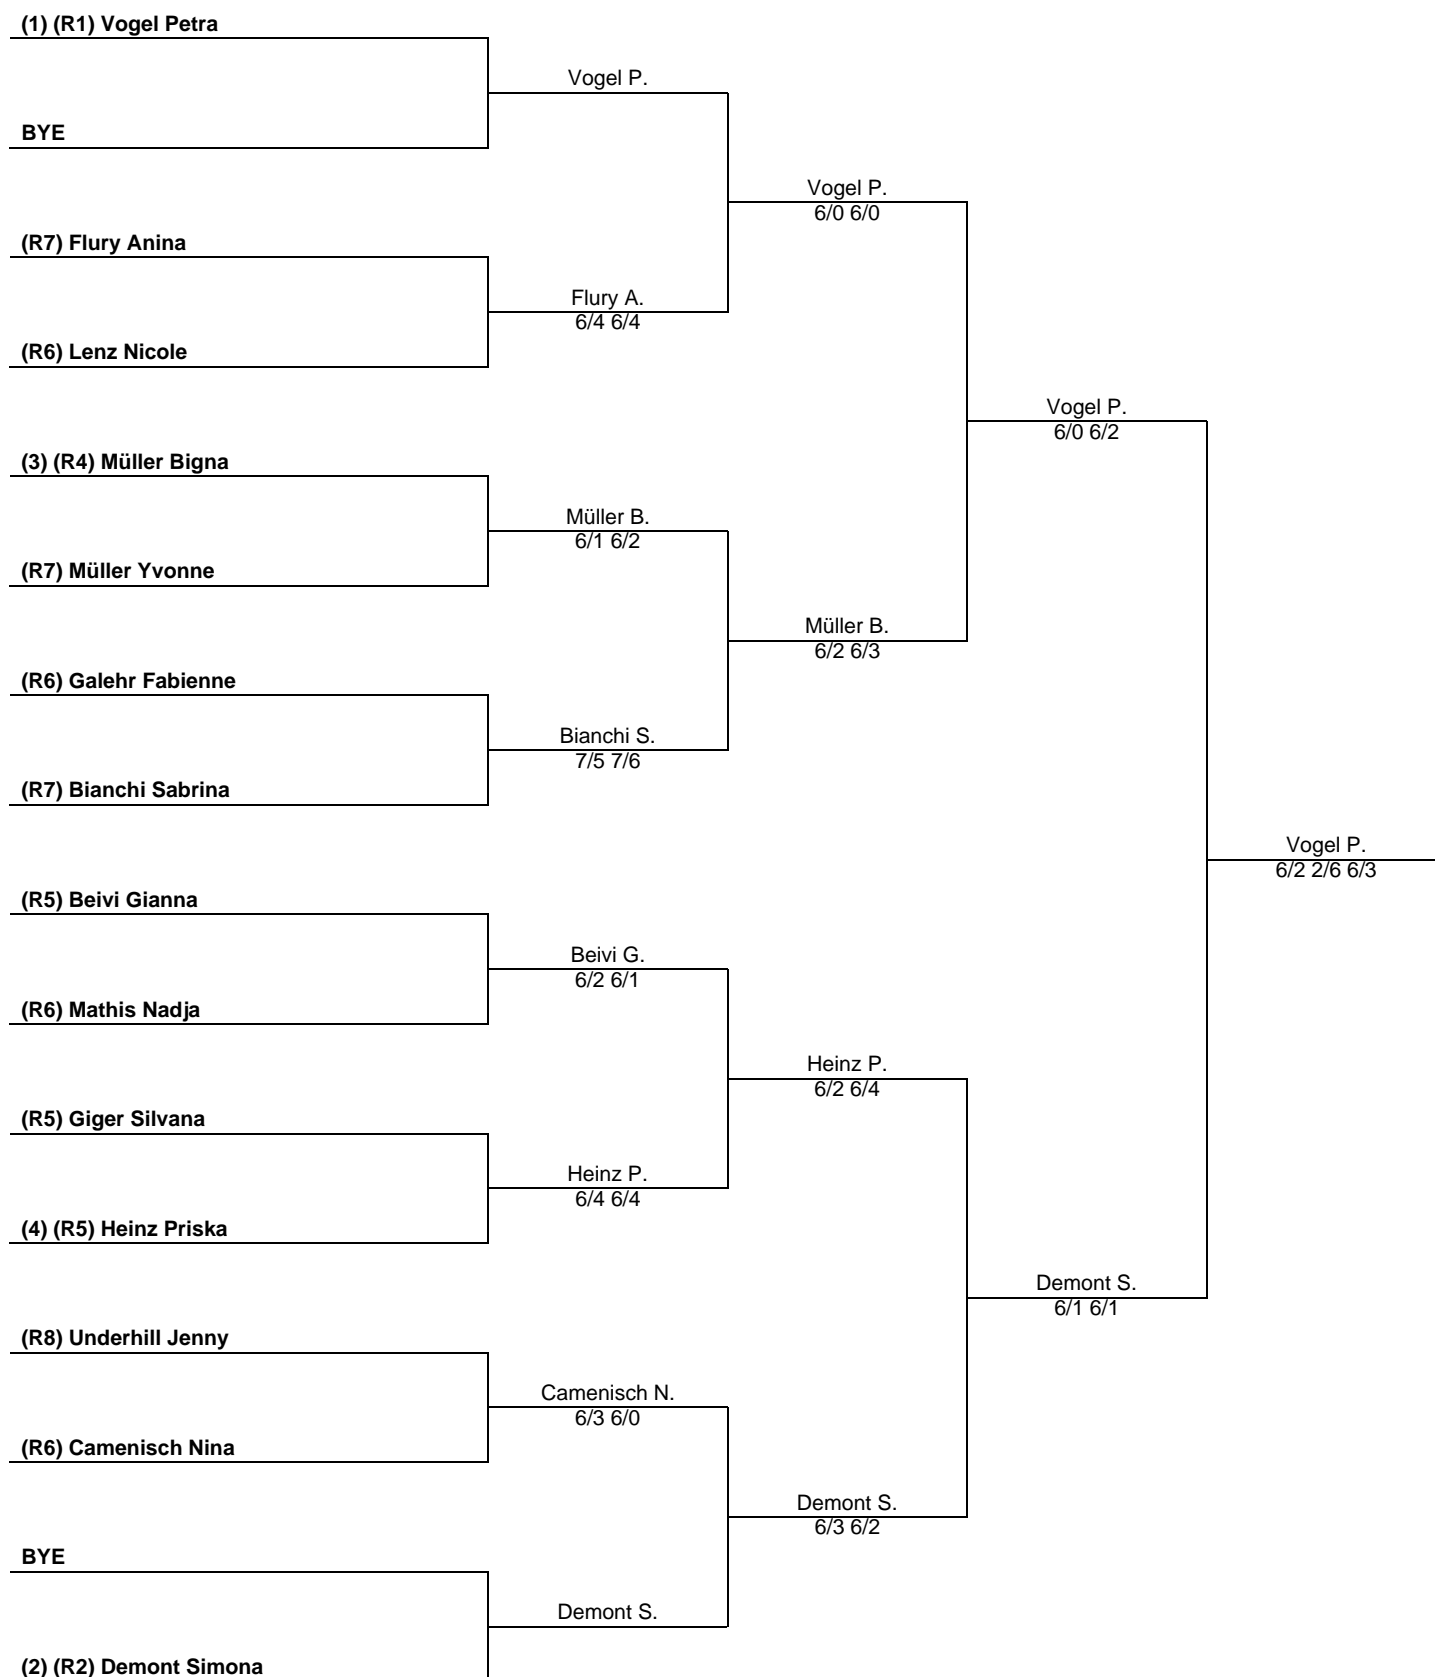 (1) (R1) Vogel Petra
Vogel P.
BYE
Vogel P.
6/0 6/0
(R7) Flury Anina
Flury A.
6/4 6/4
(R6) Lenz Nicole
Vogel P.
6/0 6/2
(3) (R4) Müller Bigna
Müller B.
6/1 6/2
(R7) Müller Yvonne
Müller B.
6/2 6/3
(R6) Galehr Fabienne
Bianchi S.
7/5 7/6
(R7) Bianchi Sabrina
Vogel P.
6/2 2/6 6/3
(R5) Beivi Gianna
Beivi G.
6/2 6/1
(R6) Mathis Nadja
Heinz P.
6/2 6/4
(R5) Giger Silvana
Heinz P.
6/4 6/4
(4) (R5) Heinz Priska
Demont S.
6/1 6/1
(R8) Underhill Jenny
Camenisch N.
6/3 6/0
(R6) Camenisch Nina
Demont S.
6/3 6/2
BYE
Demont S.
(2) (R2) Demont Simona